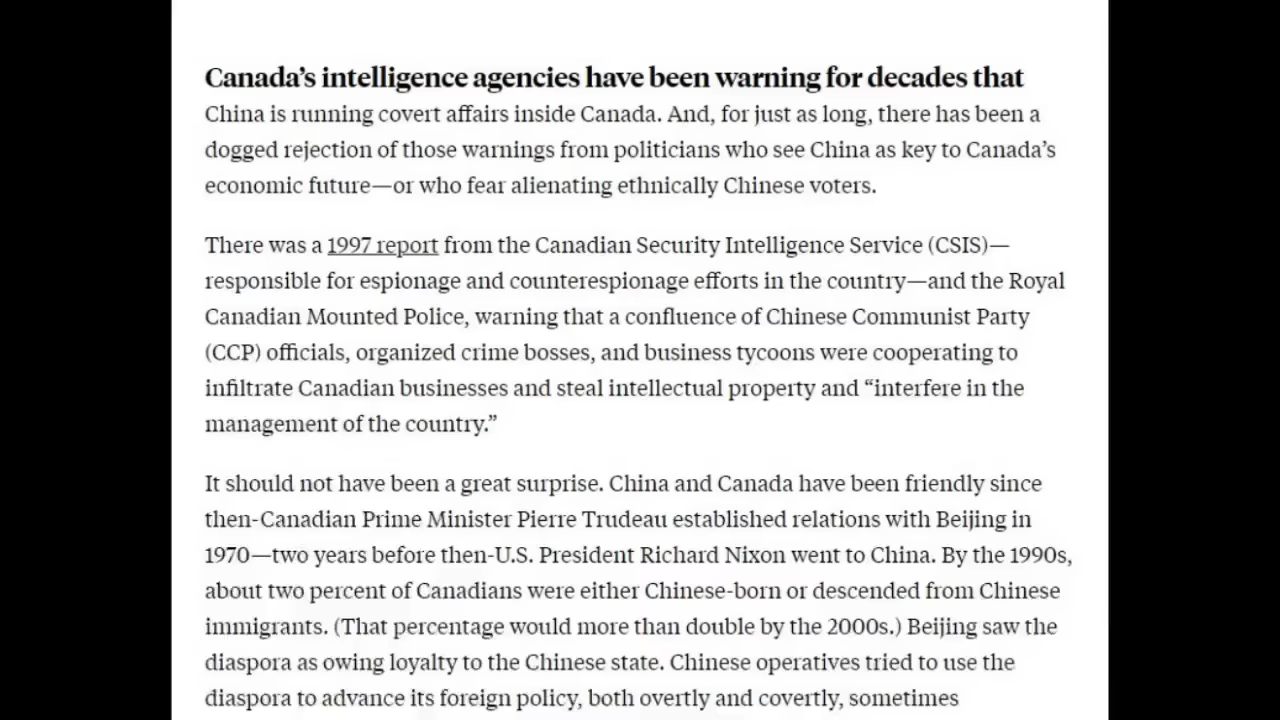 Canada’s intelligence agencies have been warning for decades that
China is running covert affairs inside Canada. And, for just as long, there has been a
dogged rejection of those warnings from politicians who see China as key to Canada’s
economic future—or who fear alienating ethnically Chinese voters.
There was a 1997 report from the Canadian Security Intelligence Service (CSIS)—
responsible for espionage and counterespionage efforts in the country—and the Royal
Canadian Mounted Police, warning that a confluence of Chinese Communist Party
(CCP) officials, organized crime bosses, and business tycoons were cooperating to
infiltrate Canadian businesses and steal intellectual property and “interfere in the
management of the country.”
It should not have been a great surprise. China and Canada have been friendly since
then-Canadian Prime Minister Pierre Trudeau established relations with Beijing in
1970—two years before then-U.S. President Richard Nixon went to China. By the 1990s,
about two percent of Canadians were either Chinese-born or descended from Chinese
immigrants. (That percentage would more than double by the 2000s.) Beijing saw the
diaspora as owing loyalty to the Chinese state. Chinese operatives tried to use the
diaspora to advance its foreign policy, both overtly and covertly, sometimes